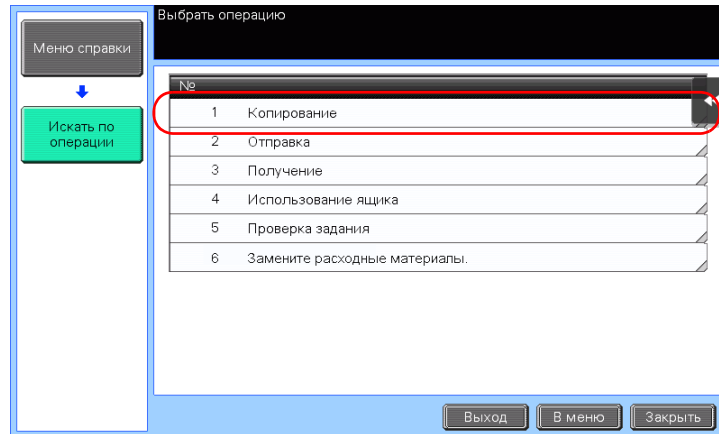 Выбрать операцию
Меню справки
Искать по
операции
№
1 Копирование
2 Отправка
3 Получение
4 Использование ящика
5 Проверка задания
6 Замените расходные материалы.
Выход В меню Закрыть